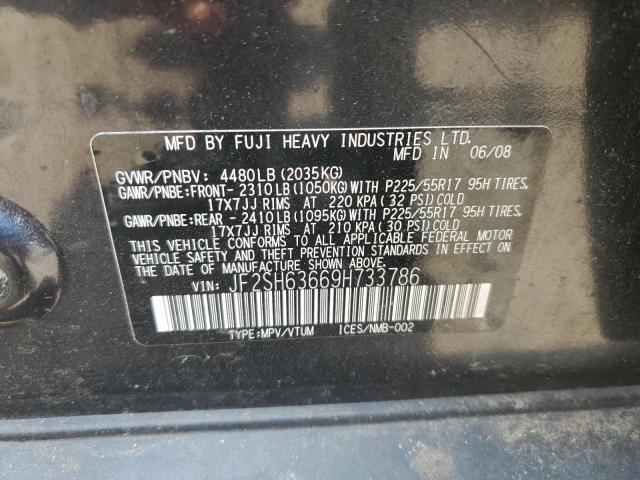 MFD BY FUJI HEAVY INDUSTRIES LTD.
MFD IN 06/08
GVWR/PNBV: 4480LB(2035KG)
GAWR/PNBE:FRONT- 2310LB(1050KG)WITH P225/55R17 95H TIRES,
17X7JJ RIMS AT 220 KPA(32 PSI)COLD
GAWR/PNBE:REAR - 2410LB(1095KG)WITH P225/55R17 95H TIRES,
17X7JJ RIMS AT 210 KPA(30 PSI)COLD
THIS VEHICLE CONFORMS TO ALL APPLICABLE FEDERAL MOTOR
VEHICLE SAFETY AND THEFT PREVENTION STANDARDS IN EFFECT
ON THE DATE OF MANUFACTURE SHOWN ABOVE.
VIN: JF2SH63669H733786
TYPE:MPV/VTUM ICES/NMB-002